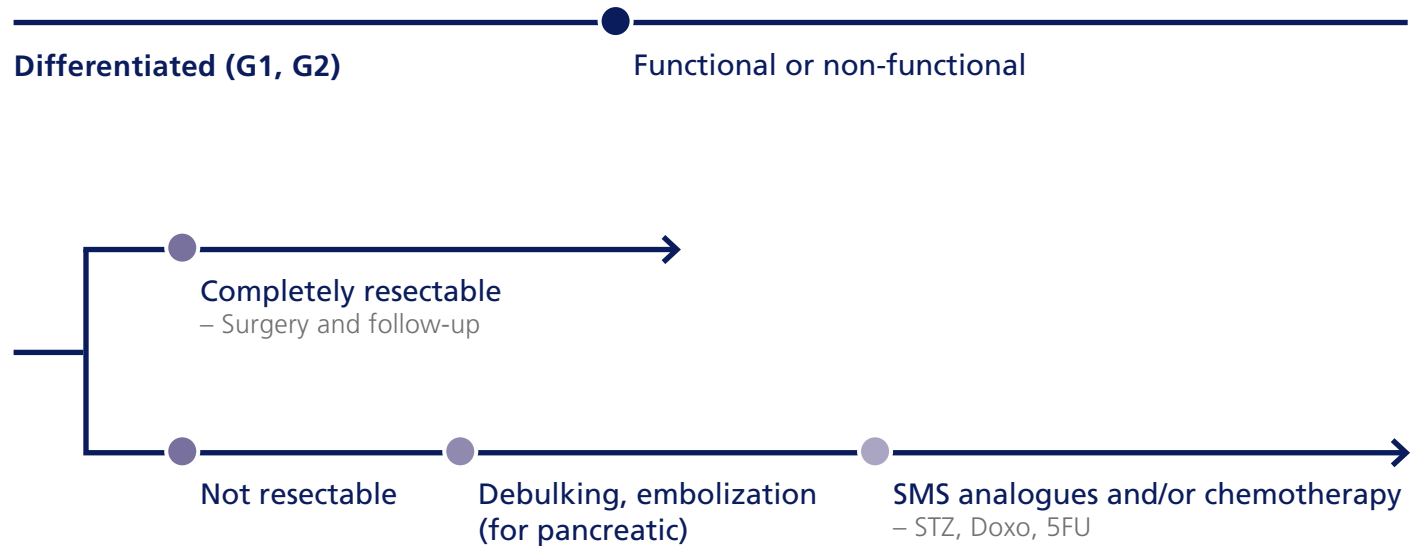 Differentiated (G1, G2)
Functional or non-functional
Completely resectable
– Surgery and follow-up
Not resectable
Debulking, embolization
(for pancreatic)
SMS analogues and/or chemotherapy
– STZ, Doxo, 5FU